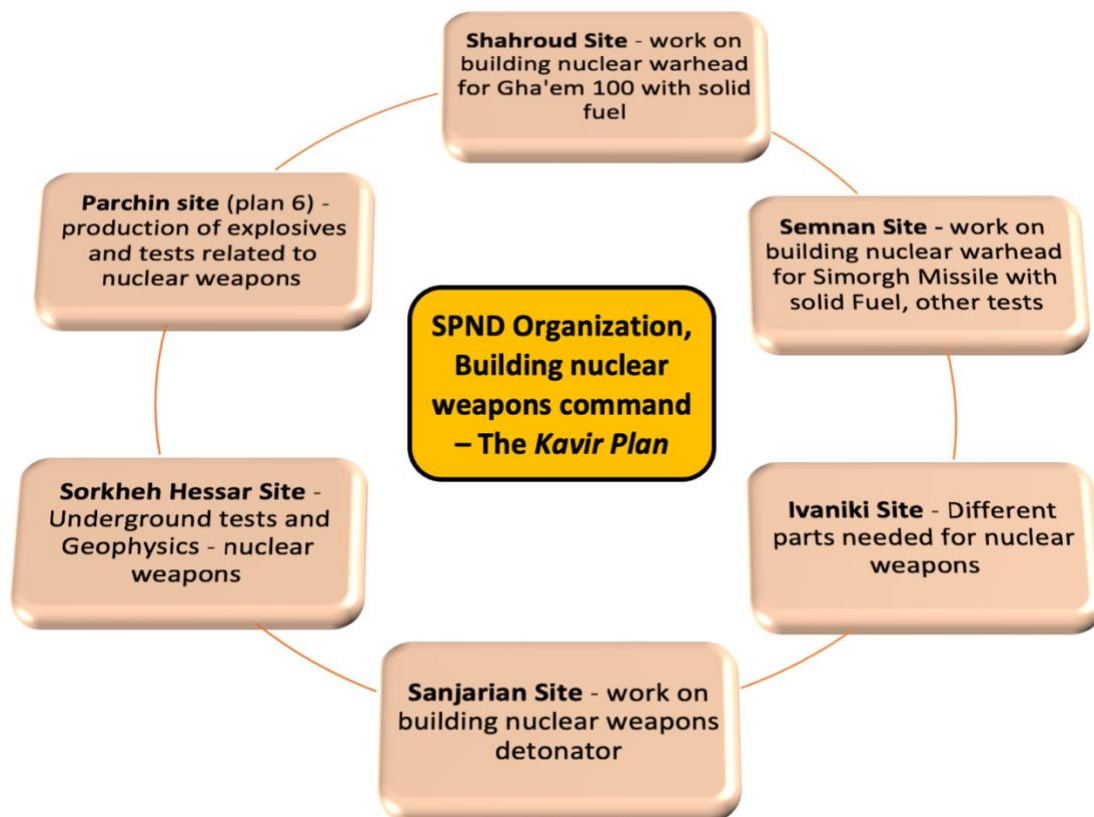 Shahroud Site - work on
building nuclear warhead
for Gha'em 100 with solid
fuel
Semnan Site - work on
building nuclear warhead
for Simorgh Missile with
solid Fuel, other tests
Ivaniki Site - Different
parts needed for nuclear
weapons
Sanjarian Site - work on
building nuclear weapons
detonator
Sorkheh Hessar Site -
Underground tests and
Geophysics - nuclear
weapons
Parchin site (plan 6) -
production of explosives
and tests related to
nuclear weapons
SPND Organization,
Building nuclear
weapons command
– The Kavir Plan